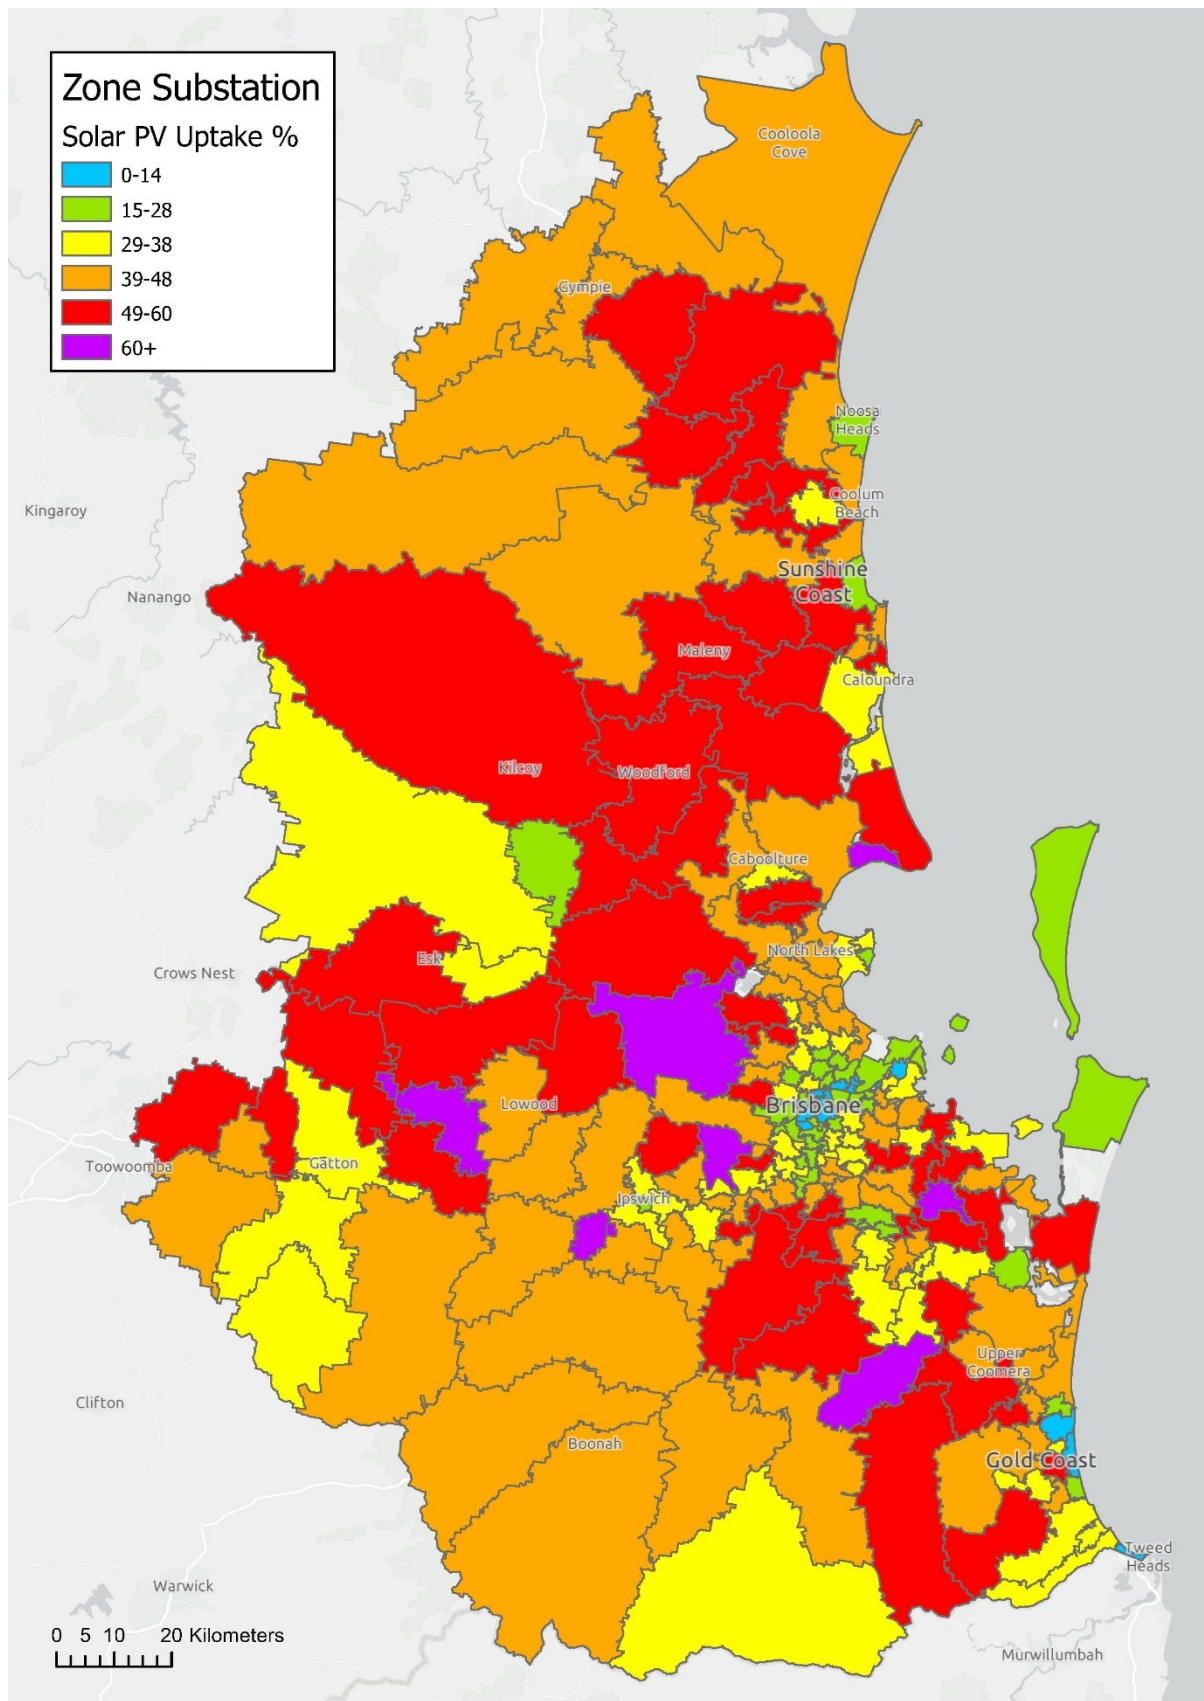 Zone Substation
Solar PV Uptake %
0-14
15-28
29-38
39-48
49-60
60+
Cooloola
Cove
Gympie
Noosa
Heads
Coolum
Beach
Kingaroy
Sunshine
Coast
Nanango
Maleny
Caloundra
Kilcoy
Woodford
Caboolture
North Lakes
Esk
Crows Nest
Lowood
Brisbane
Toowoomba
Gatton
Ipswich
Upper
Coomera
Clifton
Boonah
Gold Coast
Tweed
Heads
Warwick
0 5 10 20 Kilometers
Murwillumbah